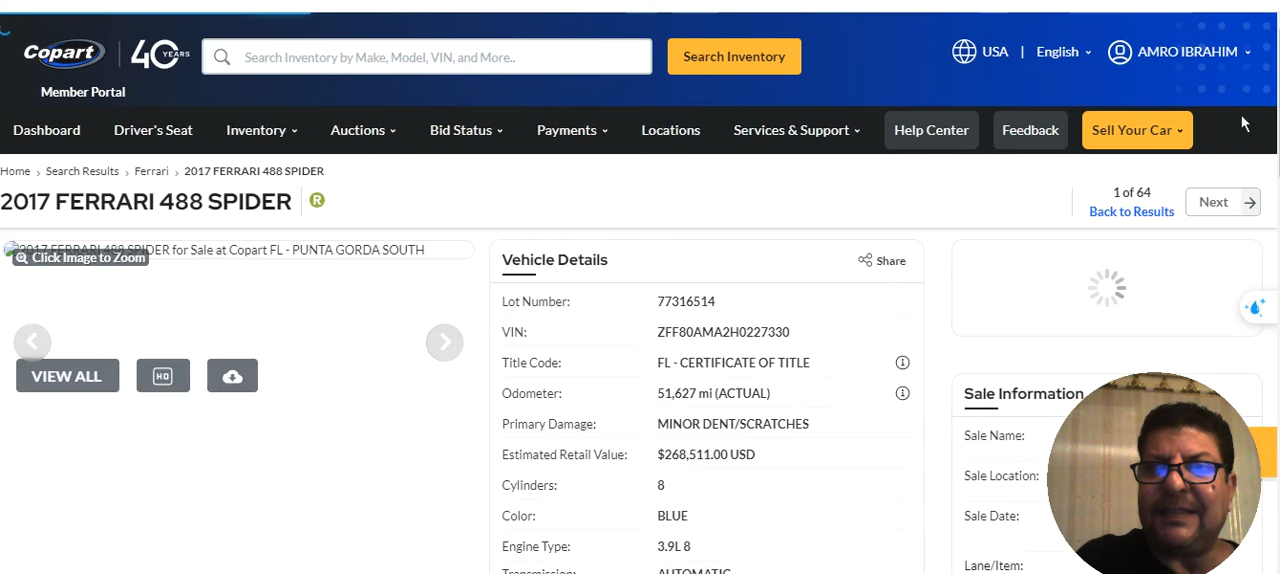 Copart
40 YEARS
Search Inventory by Make, Model, VIN, and More..
Search Inventory
USA | English
AMRO IBRAHIM
Member Portal
Dashboard
Driver's Seat
Inventory
Auctions
Bid Status
Payments
Locations
Services & Support
Help Center
Feedback
Sell Your Car
Home > Search Results > Ferrari > 2017 FERRARI 488 SPIDER
2017 FERRARI 488 SPIDER
R
1 of 64
Back to Results
Next
2017 FERRARI 488 SPIDER for Sale at Copart FL - PUNTA GORDA SOUTH
Click Image to Zoom
VIEW ALL
HD
Vehicle Details
Share
Lot Number: 77316514
VIN: ZFF80AMA2H0227330
Title Code: FL - CERTIFICATE OF TITLE
Odometer: 51,627 mi (ACTUAL)
Primary Damage: MINOR DENT/SCRATCHES
Estimated Retail Value: $268,511.00 USD
Cylinders: 8
Color: BLUE
Engine Type: 3.9L 8
Transmission: AUTOMATIC
Sale Information
Sale Name:
Sale Location:
Sale Date:
Lane/Item: